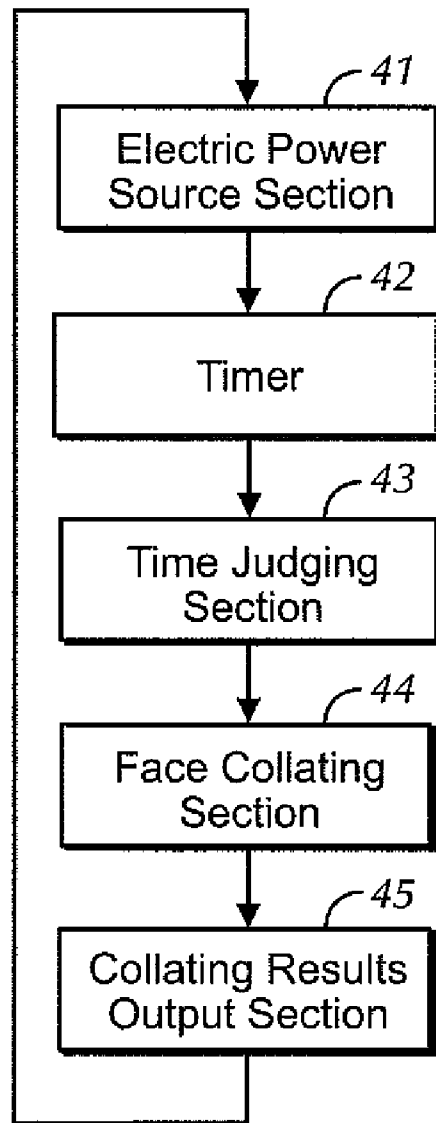 41
Electric Power
Source Section
42
Timer
43
Time Judging
Section
44
Face Collating
Section
45
Collating Results
Output Section